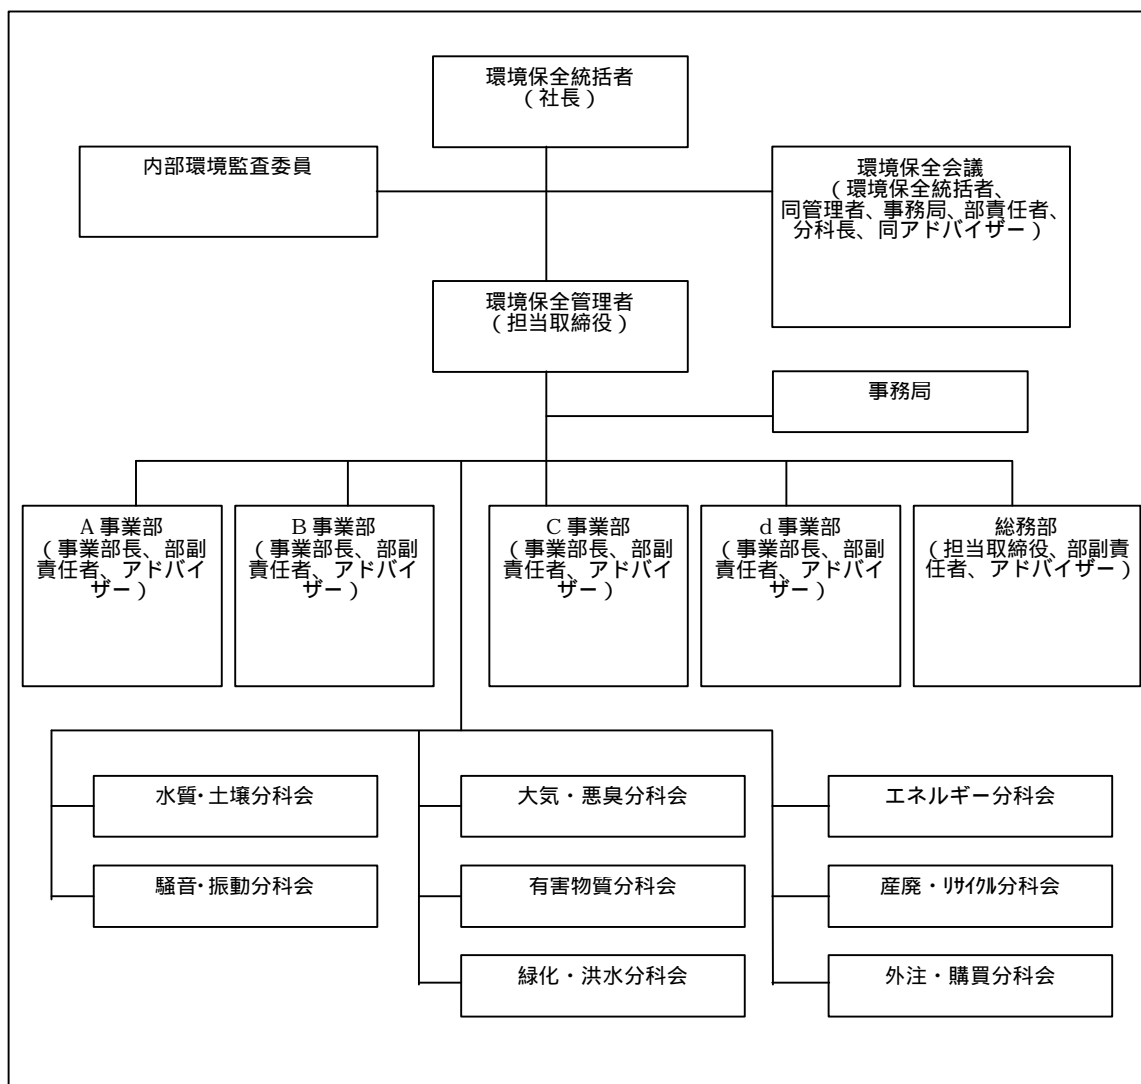 環境保全統括者
（社長）
内部環境監査委員
環境保全会議
（環境保全統括者、
同管理者、事務局、部責任者、
分科長、同アドバイザー）
環境保全管理者
（担当取締役）
事務局
A 事業部
（事業部長、部副
責任者、アドバイ
ザー）
B 事業部
（事業部長、部副
責任者、アドバイ
ザー）
C 事業部
（事業部長、部副
責任者、アドバイ
ザー）
d 事業部
（事業部長、部副
責任者、アドバイ
ザー）
総務部
（担当取締役、部副責
任者、アドバイザー）
水質・土壌分科会
大気・悪臭分科会
エネルギー分科会
騒音・振動分科会
有害物質分科会
産廃・ﾘｻｲｸﾙ分科会
緑化・洪水分科会
外注・購買分科会